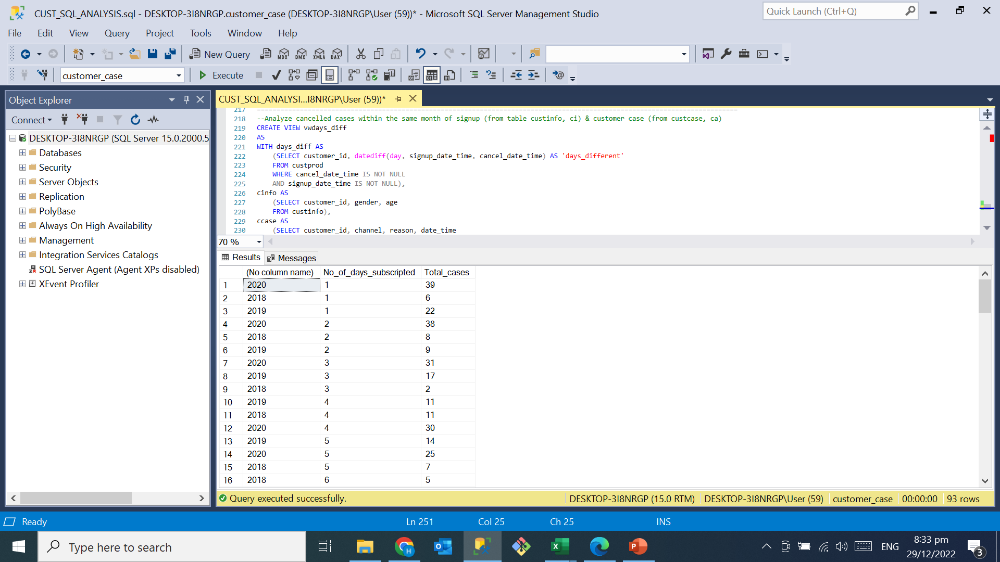 CUST_SQL_ANALYSIS.sql - DESKTOP-3I8NRGP.customer_case (DESKTOP-3I8NRGP\User (59))* - Microsoft SQL Server Management Studio
Quick Launch (Ctrl+Q)
File Edit View Query Project Tools Window Help
New Query MDX DMX XMLA DAX
customer_case Execute
Object Explorer
Connect
DESKTOP-3I8NRGP (SQL Server 15.0.2000.5
Databases
Security
Server Objects
Replication
PolyBase
Always On High Availability
Management
Integration Services Catalogs
SQL Server Agent (Agent XPs disabled)
XEvent Profiler
CUST_SQL_ANALYSI...I8NRGP\User (59))*
217
218 --Analyze cancelled cases within the same month of signup (from table custinfo, ci) & customer case (from custcase, ca)
219 CREATE VIEW vwdays_diff
220 AS
221 WITH days_diff AS
222 (SELECT customer_id, datediff(day, signup_date_time, cancel_date_time) AS 'days_different'
223 FROM custprod
224 WHERE cancel_date_time IS NOT NULL
225 AND signup_date_time IS NOT NULL),
226 cinfo AS
227 (SELECT customer_id, gender, age
228 FROM custinfo),
229 ccase AS
230 (SELECT customer_id, channel, reason, date_time
70 %
Results Messages
(No column name) No_of_days_subscripted Total_cases
1 2020 1 39
2 2018 1 6
3 2019 1 22
4 2020 2 38
5 2018 2 8
6 2019 2 9
7 2020 3 31
8 2019 3 17
9 2018 3 2
10 2019 4 11
11 2018 4 11
12 2020 4 30
13 2019 5 14
14 2020 5 25
15 2018 5 7
16 2018 6 5
Query executed successfully. DESKTOP-3I8NRGP (15.0 RTM) DESKTOP-3I8NRGP\User (59) customer_case 00:00:00 93 rows
Ready Ln 251 Col 25 Ch 25 INS
Type here to search
ENG
8:33 pm
29/12/2022
3